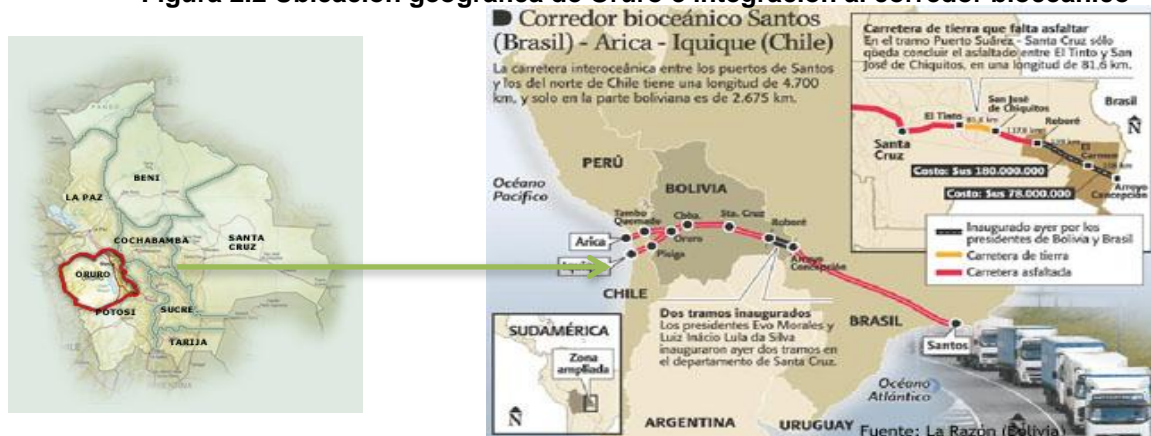 Figura 2.2 Ubicación geográfica de Oruro e integración al corredor bioceánico
BENI
LA PAZ
COCHABAMBA
SANTA
CRUZ
ORURO
POTOSI
SUCRE
TARIJA
Corredor bioceánico Santos
(Brasil) - Arica - Iquique (Chile)
La carretera interoceánica entre los puertos de Santos
y los del norte de Chile tiene una longitud de 4.700
km, y solo en la parte boliviana es de 2.675 km.
PERÚ
Océano
Pacífico
BOLIVIA
Tambo
Quemado
Cbba.
Sta. Cruz
Roboré
Arica
Oruro
Pisiga
Arroyo
Concepción
CHILE
Dos tramos inaugurados
Los presidentes Evo Morales y
Luiz Inácio Lula da Silva
inauguraron ayer dos tramos en
el departamento de Santa Cruz.
BRASIL
Santos
SUDAMÉRICA
Zona
ampliada
N
ARGENTINA
URUGUAY
Océano
Atlántico
Fuente: La Razón (Bolivia)
Carretera de tierra que falta asfaltar
En el tramo Puerto Suárez - Santa Cruz sólo
queda concluir el asfaltado entre El Tinto y San
José de Chiquitos, en una longitud de 81,6 km.
San José
de Chiquitos
Brasil
N
El Tinto
81,6 km
Roboré
Santa
Cruz
El
Carmen
Costo: $us 180.000.000
Costo: $us 78.000.000
Arroyo
Concepción
Inaugurado ayer por los
presidentes de Bolivia y Brasil
Carretera de tierra
Carretera asfaltada